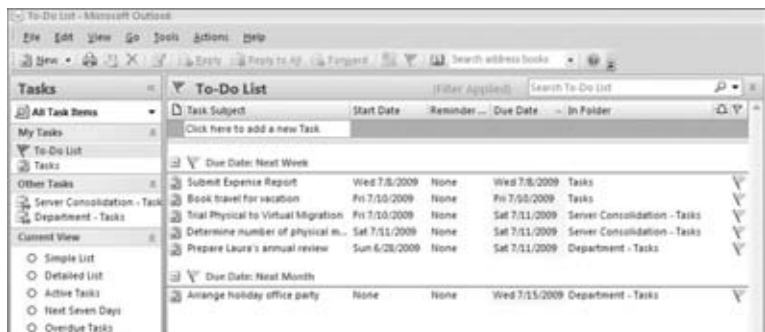 To-Do List - Microsoft Outlook
File Edit View Go Tools Actions Help
New Reply Reply to All Forward Search address books
Tasks
All Task Items
My Tasks
To-Do List
Tasks
Other Tasks
Server Consolidation - Task
Department - Tasks
Current View
Simple List
Detailed List
Active Tasks
Next Seven Days
Overdue Tasks
To-Do List (Filter Applied) Search To-Do List
Task Subject Start Date Reminder ... Due Date In Folder
Click here to add a new Task
Due Date: Next Week
Submit Expense Report Wed 7/8/2009 None Wed 7/8/2009 Tasks
Book travel for vacation Fri 7/10/2009 None Fri 7/10/2009 Tasks
Trial Physical to Virtual Migration Fri 7/10/2009 None Sat 7/11/2009 Server Consolidation - Tasks
Determine number of physical m... Sat 7/11/2009 None Sat 7/11/2009 Server Consolidation - Tasks
Prepare Laura's annual review Sun 6/28/2009 None Sat 7/11/2009 Department - Tasks
Due Date: Next Month
Arrange holiday office party None None Wed 7/15/2009 Department - Tasks